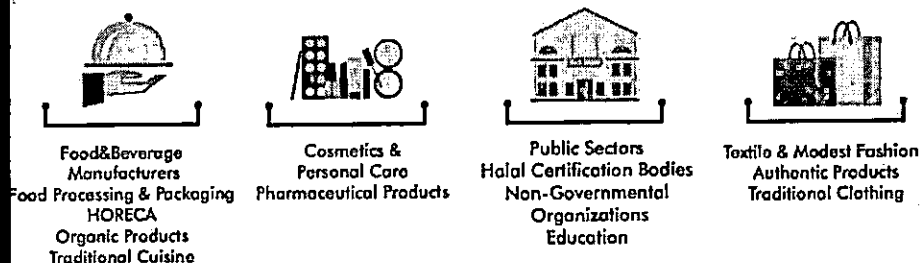 Food&Beverage
Manufacturers
Food Processing & Packaging
HORECA
Organic Products
Traditional Cuisine
Cosmetics &
Personal Care
Pharmaceutical Products
Public Sectors
Halal Certification Bodies
Non-Governmental
Organizations
Education
Textile & Modest Fashion
Authentic Products
Traditional Clothing